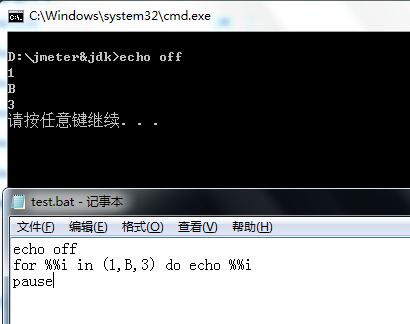 C:\Windows\system32\cmd.exe
D:\jmeter&jdk>echo off
1
B
3
请按任意键继续. . .
test.bat - 记事本
文件(F) 编辑(E) 格式(O) 查看(V) 帮助(H)
echo off
for %%i in (1,B,3) do echo %%i
pause